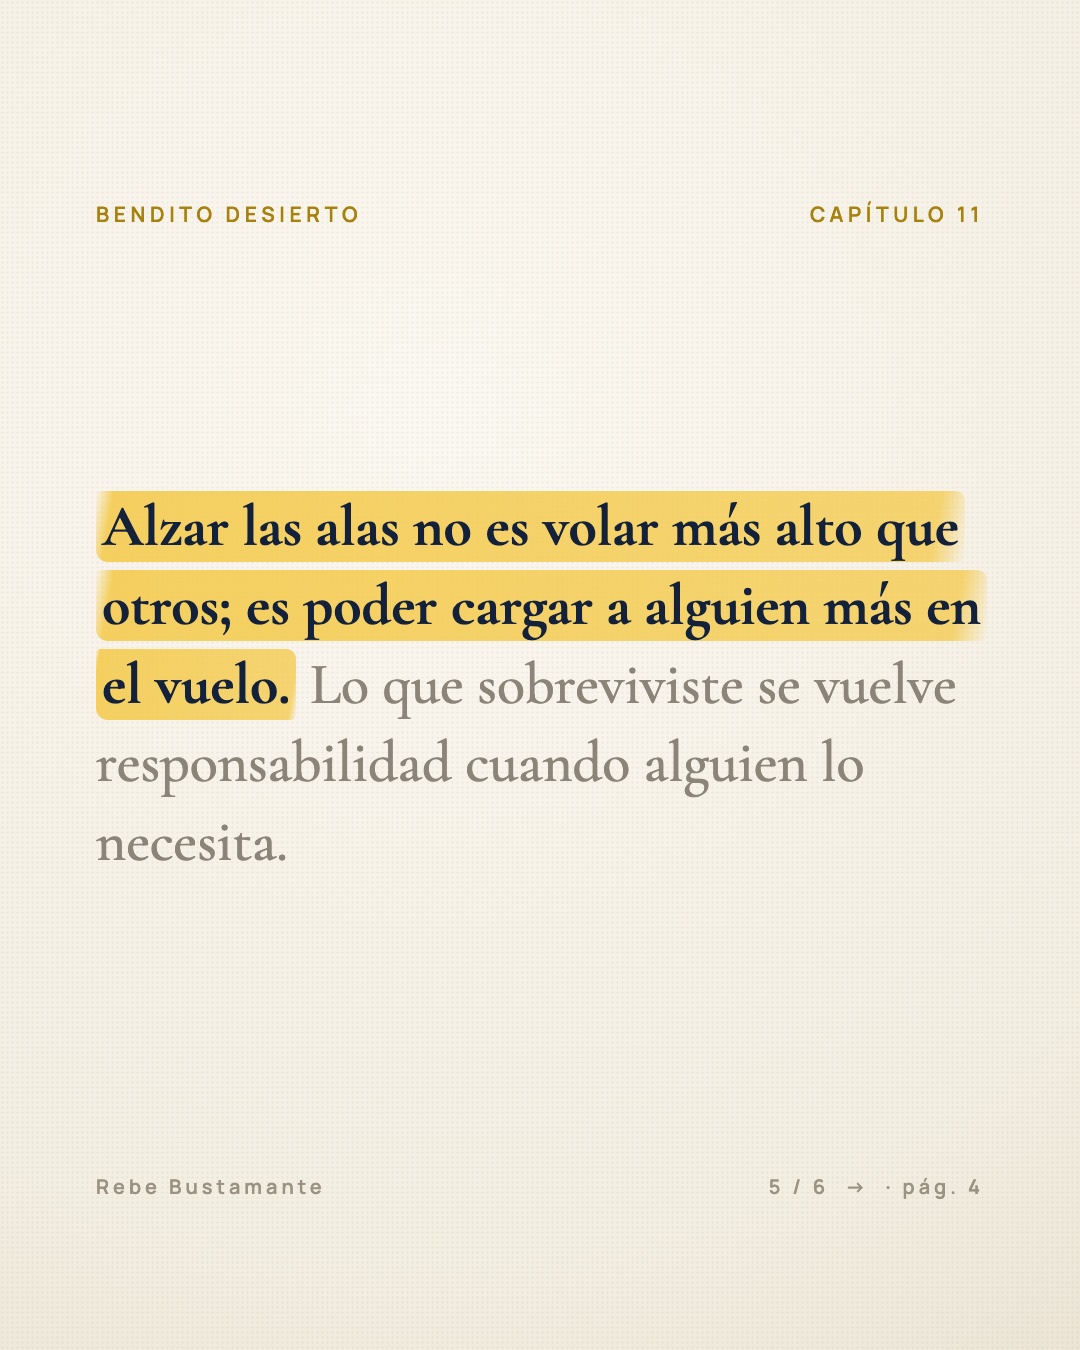 BENDITO DESIERTO
CAPÍTULO 11
Alzar las alas no es volar más alto que
otros; es poder cargar a alguien más en
el vuelo. Lo que sobreviviste se vuelve
responsabilidad cuando alguien lo
necesita.
Rebe Bustamante
5 / 6 → · pág. 4